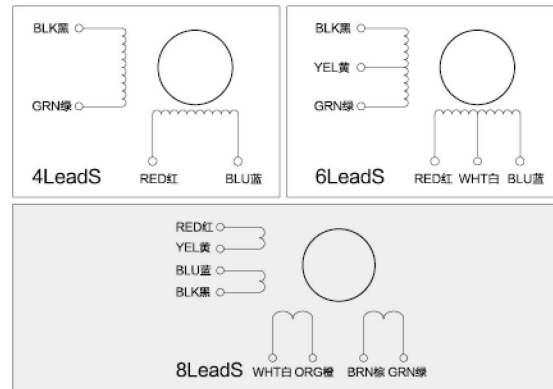 BLK黑
GRN绿
4LeadS
RED红
BLU蓝
BLK黑
YEL黄
GRN绿
6LeadS
RED红 WHT白 BLU蓝
RED红
YEL黄
BLU蓝
BLK黑
8LeadS WHT白 ORG橙 BRN棕 GRN绿